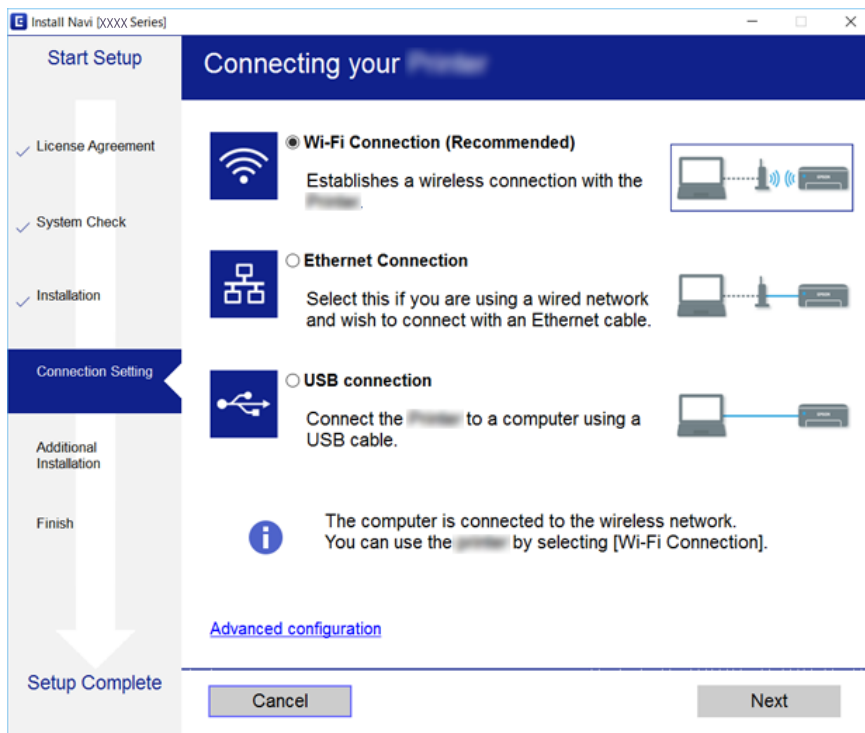 Install Navi [XXXX Series]
Start Setup
License Agreement
System Check
Installation
Connection Setting
Additional
Installation
Finish
Setup Complete
Connecting your
Wi-Fi Connection (Recommended)
Establishes a wireless connection with the
.
Ethernet Connection
Select this if you are using a wired network
and wish to connect with an Ethernet cable.
USB connection
Connect the to a computer using a
USB cable.
The computer is connected to the wireless network.
You can use the by selecting [Wi-Fi Connection].
Advanced configuration
Cancel
Next